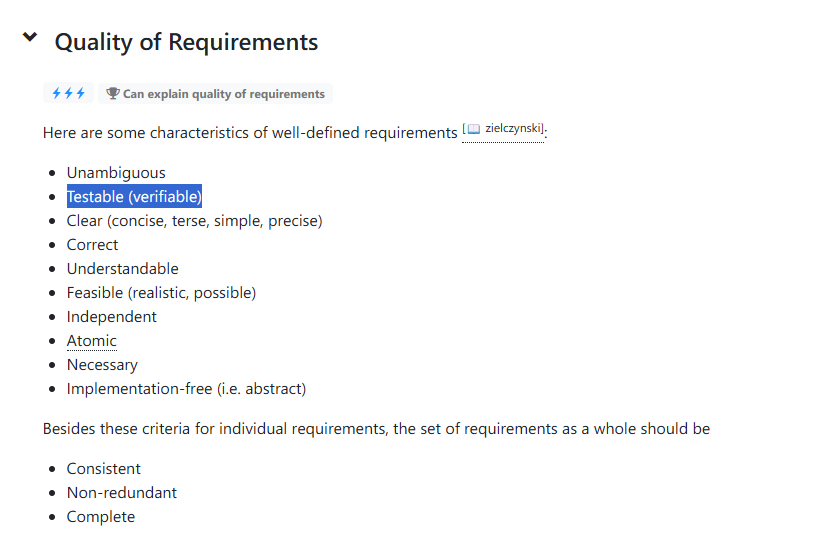 Quality of Requirements
Can explain quality of requirements
Here are some characteristics of well-defined requirements [📖 zielczynski]:
Unambiguous
Testable (verifiable)
Clear (concise, terse, simple, precise)
Correct
Understandable
Feasible (realistic, possible)
Independent
Atomic
Necessary
Implementation-free (i.e. abstract)
Besides these criteria for individual requirements, the set of requirements as a whole should be
Consistent
Non-redundant
Complete